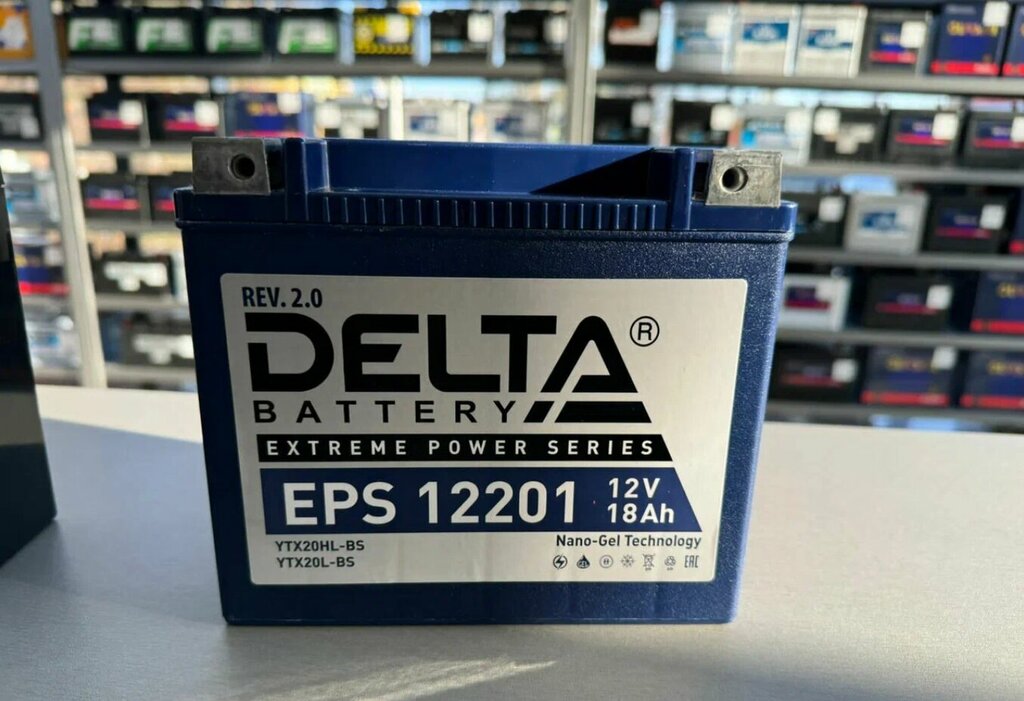 REV. 2.0
DELTA®
BATTERY
EXTREME POWER SERIES
EPS 12201
12V
18Ah
YTX20HL-BS
YTX20L-BS
Nano-Gel Technology
EAC